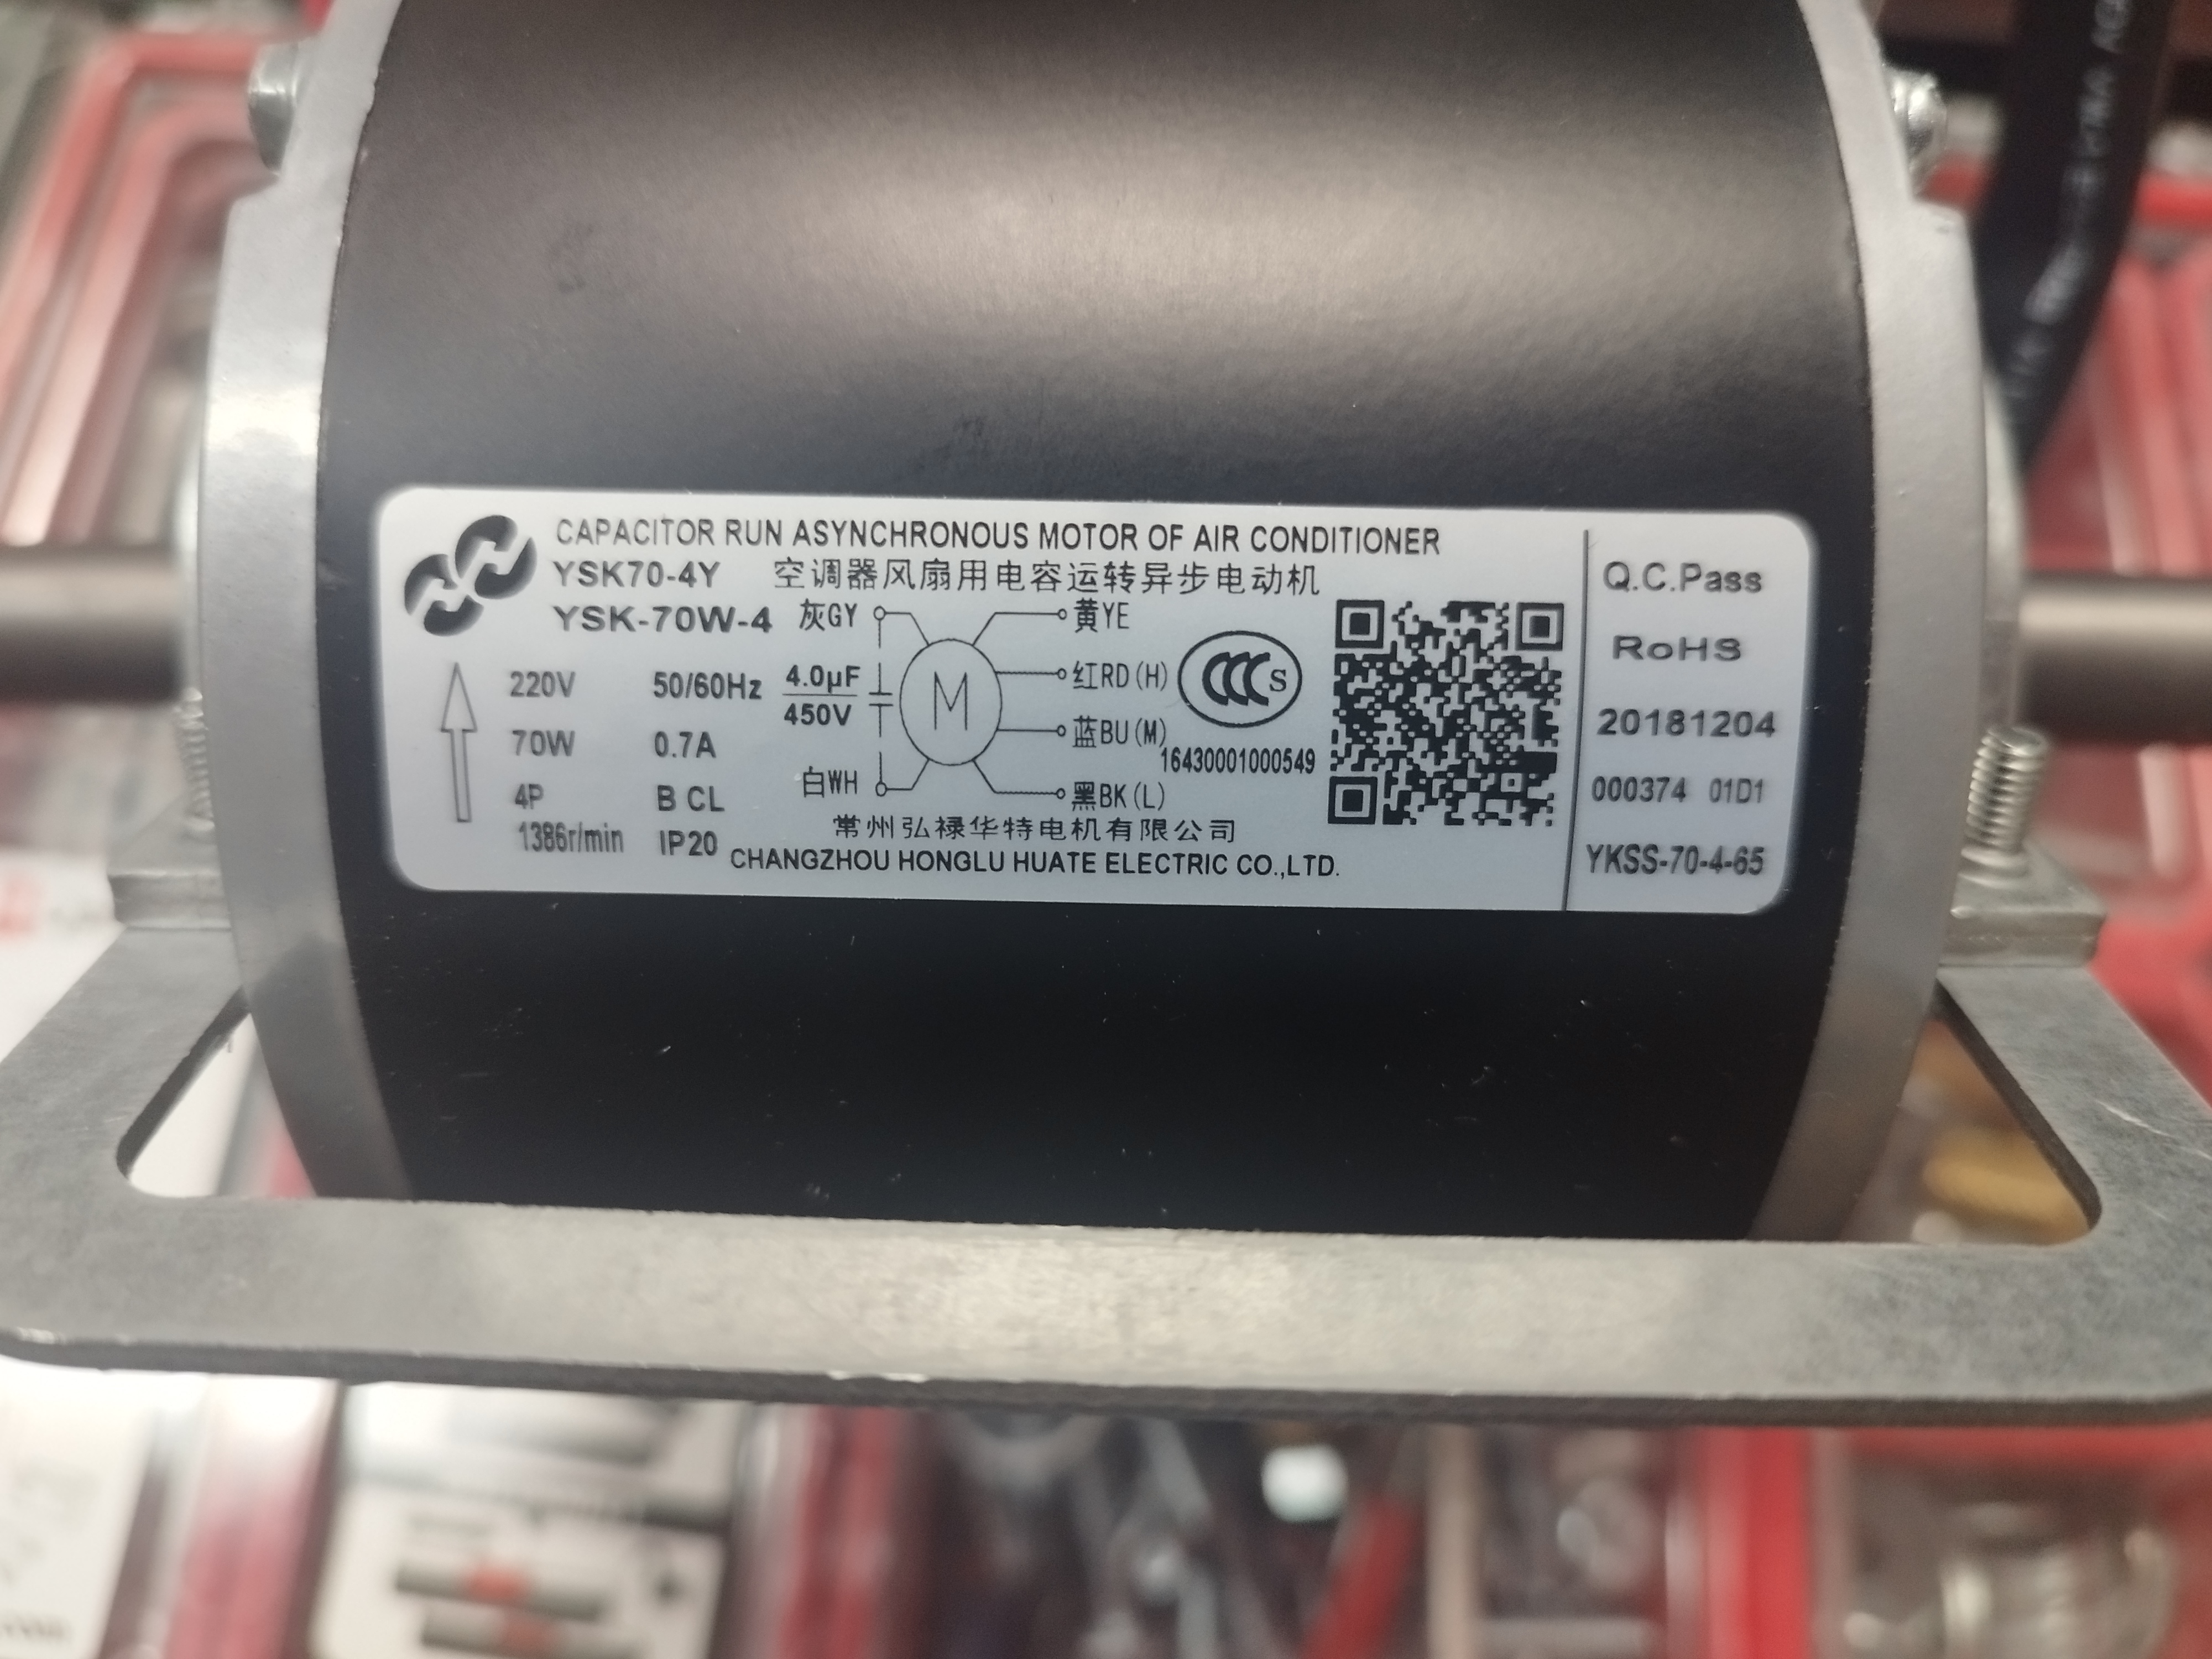 CAPACITOR RUN ASYNCHRONOUS MOTOR OF AIR CONDITIONER
YSK70-4Y 空调器风扇用电容运转异步电动机
YSK-70W-4
220V 50/60Hz
70W 0.7A
4P B CL
1386r/min IP20
灰GY
4.0μF
450V
白WH
M
黄YE
红RD(H)
蓝BU(M)
黑BK(L)
CCC S
16430001000549
常州弘禄华特电机有限公司
CHANGZHOU HONGLU HUATE ELECTRIC CO.,LTD.
Q.C.Pass
RoHS
20181204
000374 01D1
YKSS-70-4-65